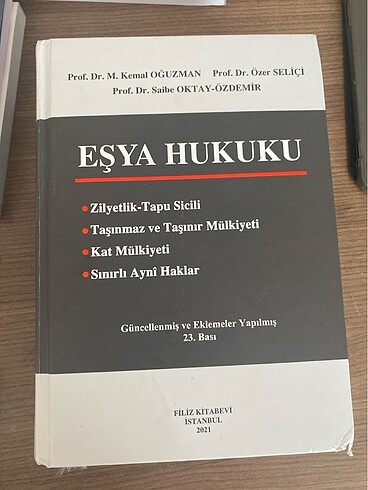 Prof. Dr. M. Kemal OĞUZMAN Prof. Dr. Özer SELİÇİ
Prof. Dr. Saibe OKTAY-ÖZDEMİR
EŞYA HUKUKU
• Zilyetlik-Tapu Sicili
• Taşınmaz ve Taşınır Mülkiyeti
• Kat Mülkiyeti
• Sınırlı Aynî Haklar
Güncellenmiş ve Eklemeler Yapılmış
23. Bası
FİLİZ KİTABEVİ
İSTANBUL
2021